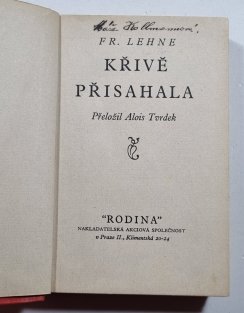 FR. LEHNE
KŘIVĚ
PŘISAHALA
Přeložil Alois Tvrdek
"RODINA"
NAKLADATELSKÁ AKCIOVÁ SPOLEČNOST
v Praze II., Klimentská 20-24